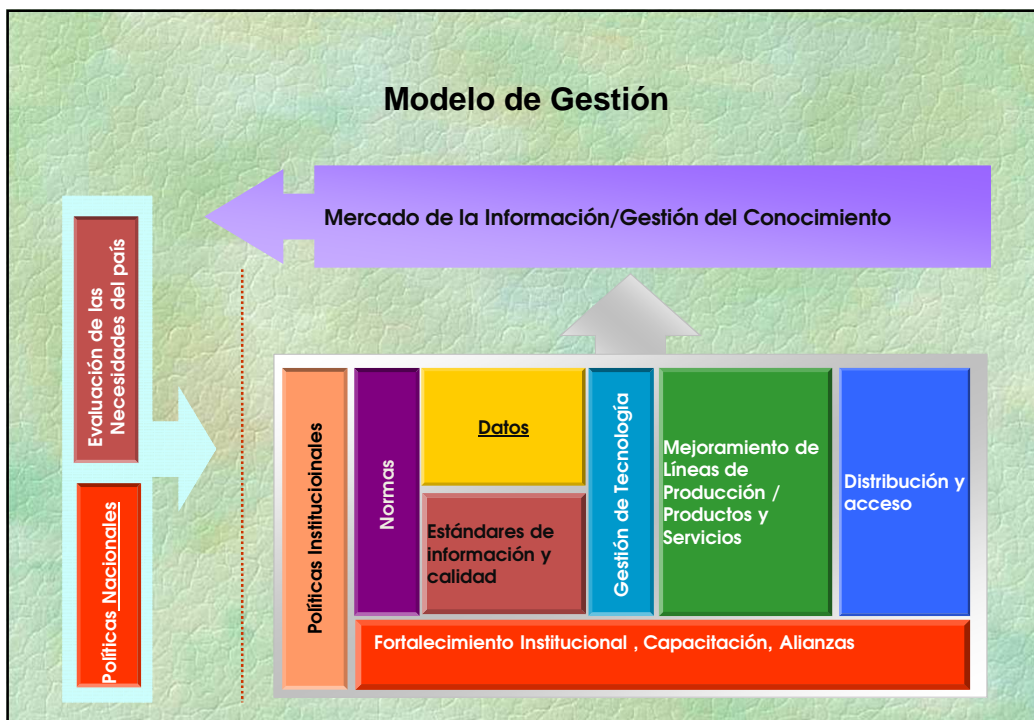 Modelo de Gestión
Mercado de la Información/Gestión del Conocimiento
Evaluación de las
Necesidades del país
Políticas Nacionales
Políticas Institucioinales
Normas
Datos
Estándares de
información y
calidad
Gestión de Tecnología
Mejoramiento de
Líneas de
Producción /
Productos y
Servicios
Distribución y
acceso
Fortalecimiento Institucional , Capacitación, Alianzas